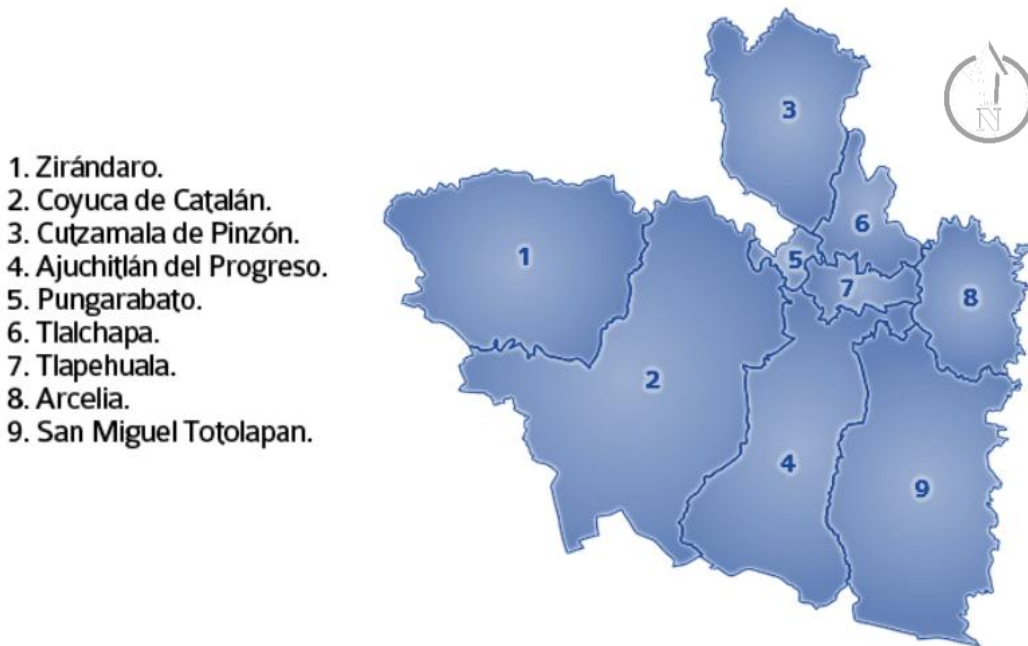 1. Zirándaro.
2. Coyuca de Catalán.
3. Cutzamala de Pinzón.
4. Ajuchitlán del Progreso.
5. Pungarabato.
6. Tlalchapa.
7. Tlapehuala.
8. Arcelia.
9. San Miguel Totolapan.
3
N
6
1
5
7
8
2
4
9